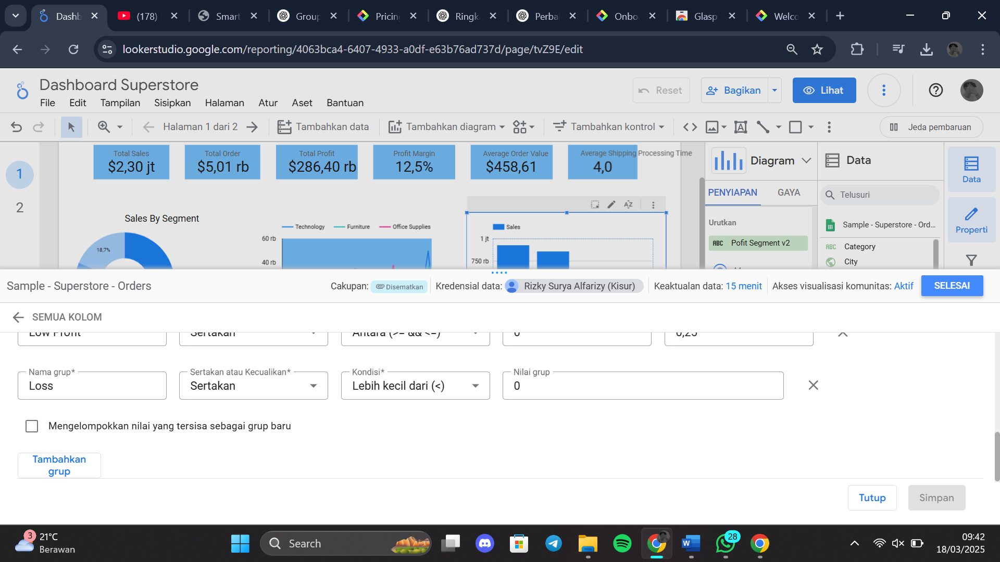 Dashb
(178)
Smart
Group
Pricin
Ringk
Perbai
Onbo
Glasp
Welco
lookerstudio.google.com/reporting/4063bca4-6407-4933-a0df-e63b76ad737d/page/tvZ9E/edit
Dashboard Superstore
Reset
Bagikan
Lihat
File Edit Tampilan Sisipkan Halaman Atur Aset Bantuan
Halaman 1 dari 2
Tambahkan data
Tambahkan diagram
Tambahkan kontrol
Jeda pembaruan
1
2
Total Sales
$2,30 jt
Total Order
$5,01 rb
Total Profit
$286,40 rb
Profit Margin
12,5%
Average Order Value
$458,61
Average Shipping Processing Time
4,0
Sales By Segment
18,7%
Technology Furniture Office Supplies
60 rb
40 rb
Sales
1 jt
750 rb
Diagram
PENYIAPAN GAYA
Urutkan
ABC Pofit Segment v2
Data
Telusuri
Sample - Superstore - Ord...
ABC Category
City
Data
Properti
Sample - Superstore - Orders
Cakupan: Disematkan
Kredensial data: Rizky Surya Alfarizy (Kisur)
Keaktualan data: 15 menit
Akses visualisasi komunitas: Aktif
SELESAI
SEMUA KOLOM
Low Profit
Sertakan
Antara (>= && <=)
0
0,25
Nama grup*
Loss
Sertakan atau Kecualikan*
Sertakan
Kondisi*
Lebih kecil dari (<)
Nilai grup
0
Mengelompokkan nilai yang tersisa sebagai grup baru
Tambahkan
grup
Tutup
Simpan
3
21°C
Berawan
Search
28
09:42
18/03/2025